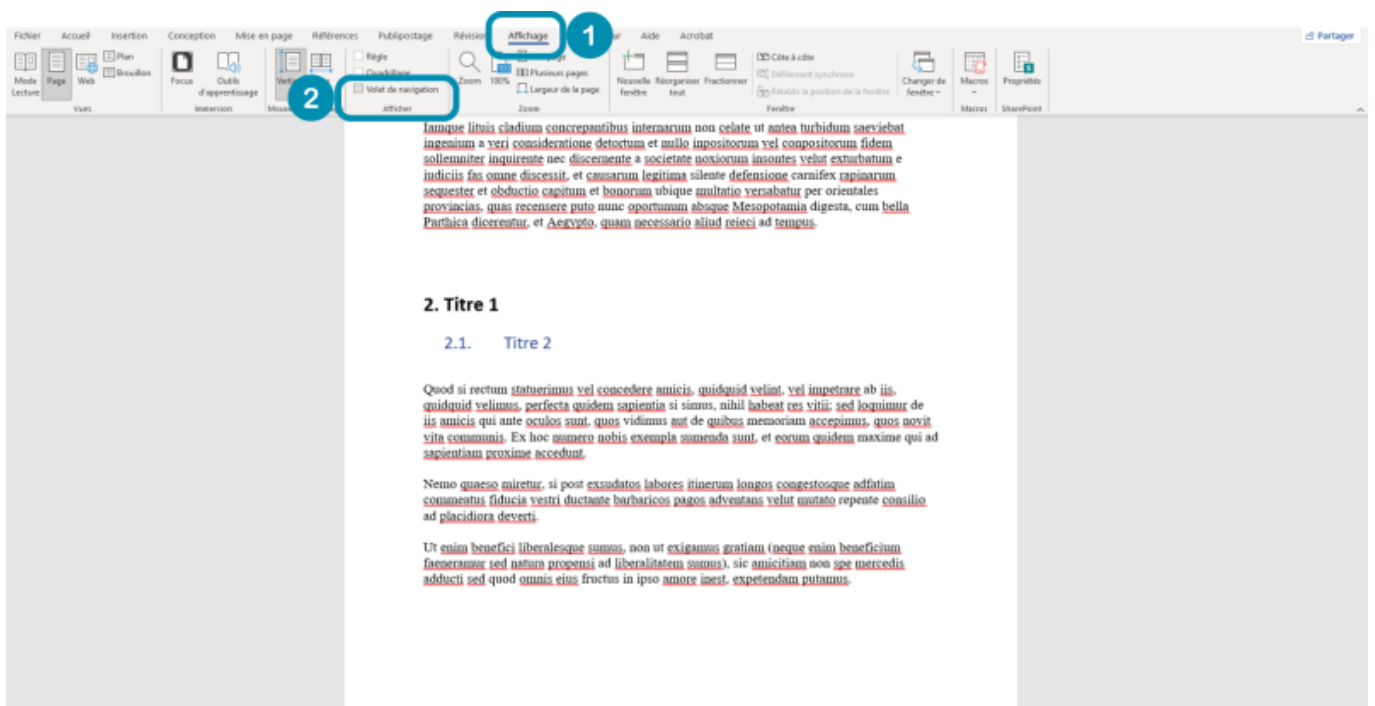 Fichier Accueil Insertion Conception Mise en page Références Publipostage Révision Affichage 1 Aide Acrobat Partager
Mode Lecture
Page
Web
Plan
Brouillon
Vues
Focus
Outils d'apprentissage
Immersion
2
Règle
Quadrillage
Volet de navigation
Afficher
Zoom
100%
Plusieurs pages
Largeur de la page
Zoom
Nouvelle fenêtre
Réorganiser tout
Fractionner
Côte à côte
Défilement synchrone
Rétablir la position de la fenêtre
Changer de fenêtre
Fenêtre
Macros
Macros
Propriétés
SharePoint
Iamque lituis cladium concrepantibus internarum non celate ut antea turbidum saeviebat
ingenium a veri consideratione detortum et nullo inpositorum vel conpositorum fidem
sollemniter inquirente nec discernente a societate noxiorum insontes velut exturbatum e
iudiciis fas omne discessit, et causarum legitima silente defensione carnifex rapinarum
sequester et obductio capitum et bonorum ubique multatio versabatur per orientales
provincias, quas recensere puto nunc oportunum absque Mesopotamia digesta, cum bella
Parthica dicerentur, et Aegypto, quam necessario aliud reieci ad tempus.
2. Titre 1
2.1. Titre 2
Quod si rectum statuerimus vel concedere amicis, quidquid velint, vel impetrare ab iis,
quidquid velimus, perfecta quidem sapientia si simus, nihil habeat res vitii; sed loquimur de
iis amicis qui ante oculos sunt, quos vidimus aut de quibus memoriam accepimus, quos novit
vita communis. Ex hoc numero nobis exempla sumenda sunt, et eorum quidem maxime qui ad
sapientiam proxime accedunt.
Nemo quaeso miretur, si post exsudatos labores itinerum longos congestosque adfatim
commeatus fiducia vestri ductante barbaricos pagos adventans velut mutato repente consilio
ad placidiora deverti.
Ut enim benefici liberalesque sumus, non ut exigamus gratiam (neque enim beneficium
faeneramur sed natura propensi ad liberalitatem sumus), sic amicitiam non spe mercedis
adducti sed quod omnis eius fructus in ipso amore inest, expetendam putamus.